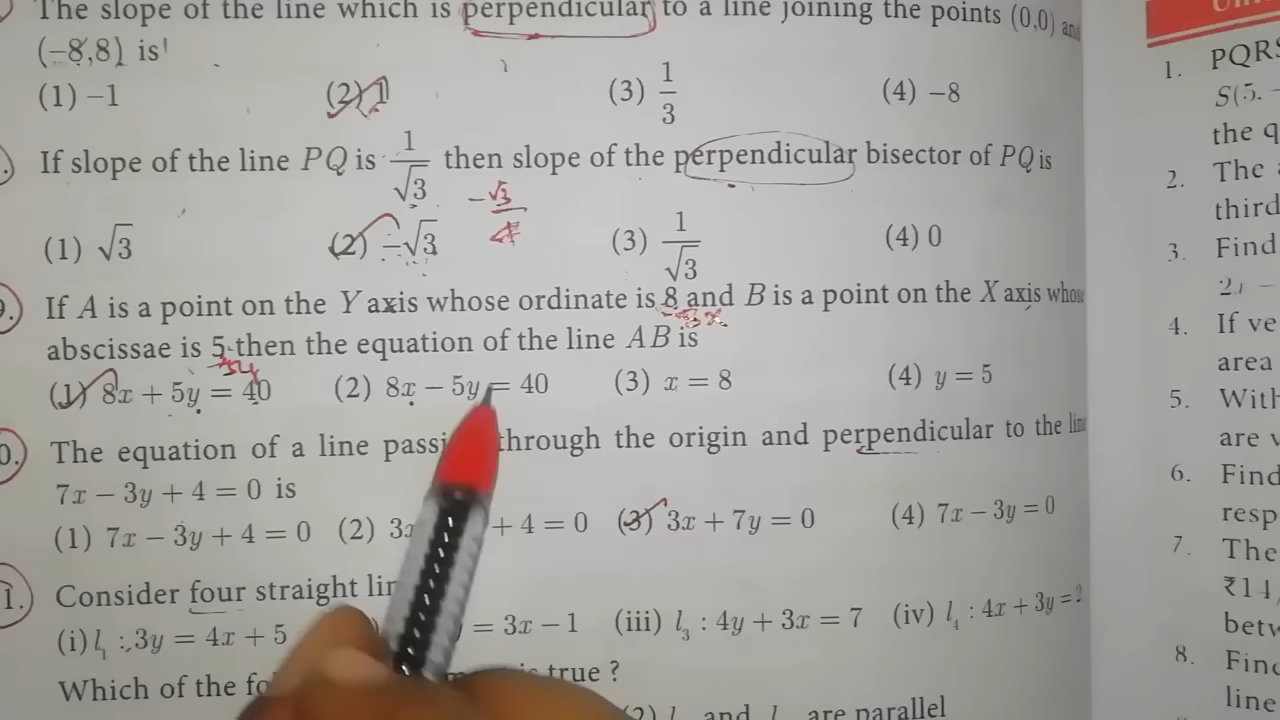 The slope of the line which is perpendicular to a line joining the points (0,0) and
(−8,8) is
(1) −1 (2) 1 (3) 1/3 (4) −8
If slope of the line PQ is 1/√3 then slope of the perpendicular bisector of PQ is
−√3
(1) √3 (2) −√3 (3) 1/√3 (4) 0
9. If A is a point on the Y axis whose ordinate is 8 and B is a point on the X axis whose
abscissae is 5 then the equation of the line AB is
(1) 8x + 5y = 40 (2) 8x − 5y = 40 (3) x = 8 (4) y = 5
0. The equation of a line through the origin and perpendicular to the line
7x − 3y + 4 = 0 is
(1) 7x − 3y + 4 = 0 (2) + 4 = 0 (3) 3x + 7y = 0 (4) 7x − 3y = 0
1. Consider four straight
(i) l₁ : 3y = 4x + 5 = 3x − 1 (iii) l₃ : 4y + 3x = 7 (iv) l₄ : 4x + 3y = 2
Which of the true ?
(2) l and l are parallel
1. PQRS
S(5.
the q
2. The
third
3. Find
4. If ve
area
5. With
are
6. Find
resp
7. The
₹14,
betw
8. Find
line